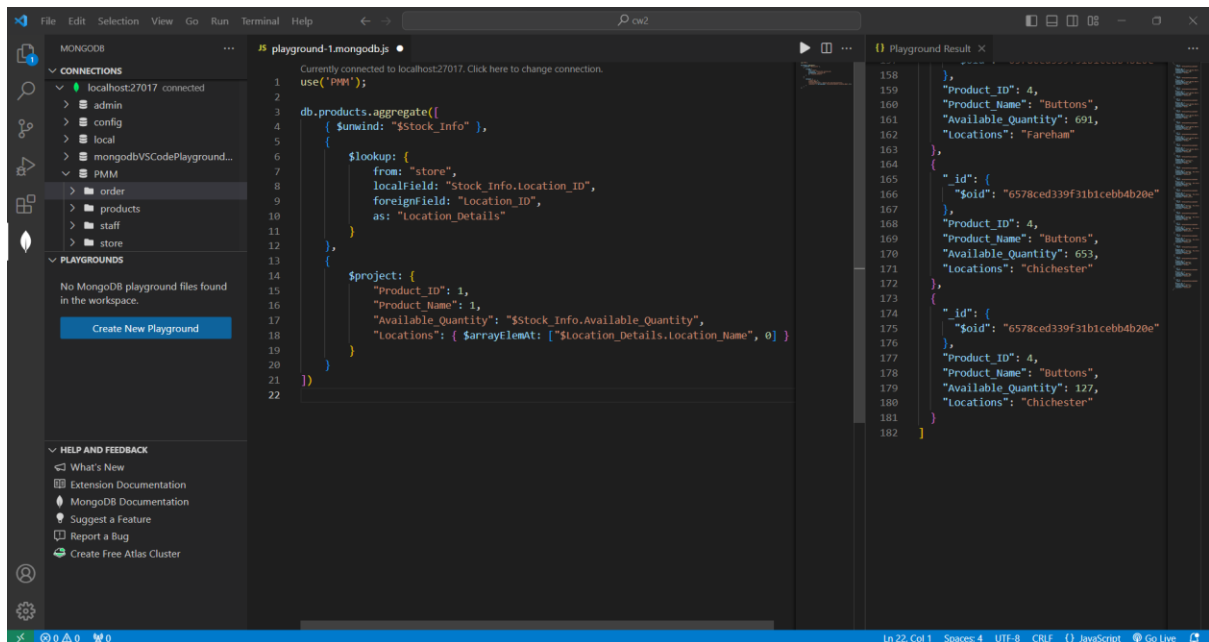 File Edit Selection View Go Run Terminal Help
cw2
MONGODB
CONNECTIONS
localhost:27017 connected
admin
config
local
mongodbVSCodePlayground...
PMM
order
products
staff
store
PLAYGROUNDS
No MongoDB playground files found
in the workspace.
Create New Playground
HELP AND FEEDBACK
What's New
Extension Documentation
MongoDB Documentation
Suggest a Feature
Report a Bug
Create Free Atlas Cluster
JS playground-1.mongodb.js
Currently connected to localhost:27017. Click here to change connection.
1 use('PMM');
2
3 db.products.aggregate([
4 { $unwind: "$Stock_Info" },
5 {
6 $lookup: {
7 from: "store",
8 localField: "Stock_Info.Location_ID",
9 foreignField: "Location_ID",
10 as: "Location_Details"
11 }
12 },
13 {
14 $project: {
15 "Product_ID": 1,
16 "Product_Name": 1,
17 "Available_Quantity": "$Stock_Info.Available_Quantity",
18 "Locations": { $arrayElemAt: ["$Location_Details.Location_Name", 0] }
19 }
20 }
21 ])
22
{} Playground Result
158 },
159 "Product_ID": 4,
160 "Product_Name": "Buttons",
161 "Available_Quantity": 691,
162 "Locations": "Fareham"
163 },
164 {
165 "_id": {
166 "$oid": "6578ced339f31b1cebb4b20e"
167 },
168 "Product_ID": 4,
169 "Product_Name": "Buttons",
170 "Available_Quantity": 653,
171 "Locations": "Chichester"
172 },
173 {
174 "_id": {
175 "$oid": "6578ced339f31b1cebb4b20e"
176 },
177 "Product_ID": 4,
178 "Product_Name": "Buttons",
179 "Available_Quantity": 127,
180 "Locations": "Chichester"
181 }
182 ]
0 0 0
Ln 22, Col 1 Spaces: 4 UTF-8 CRLF {} JavaScript Go Live